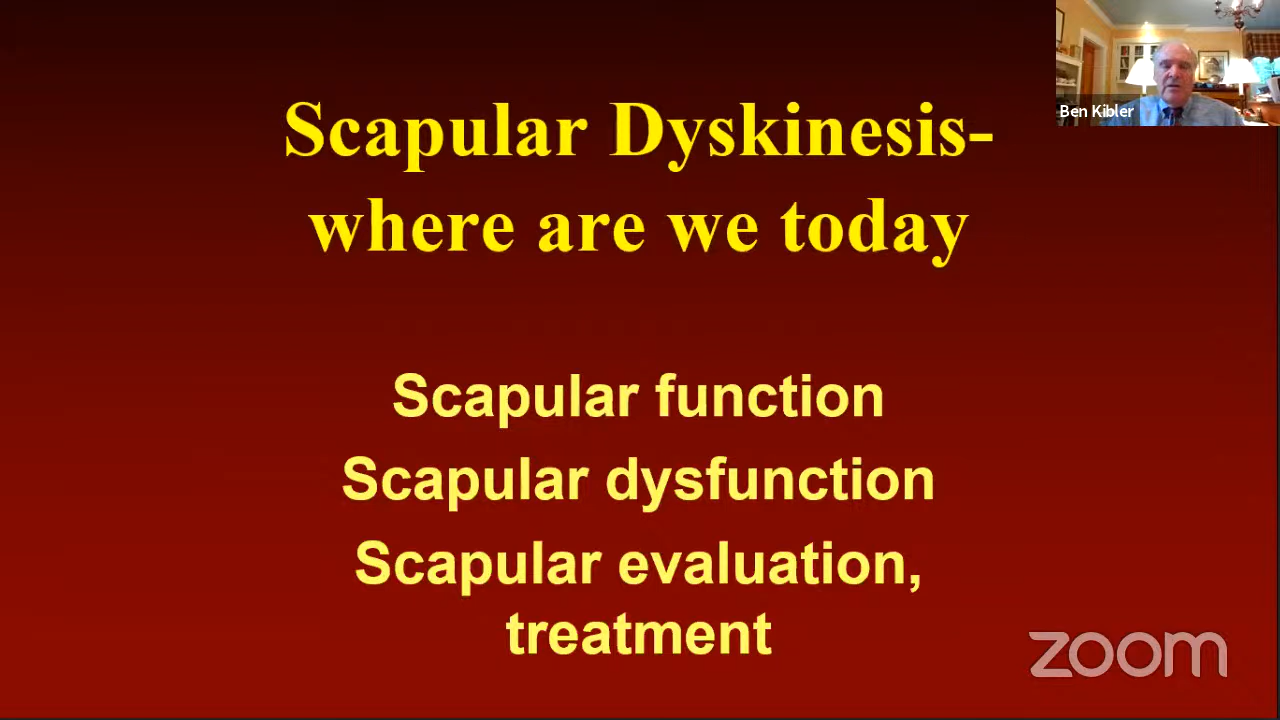 Scapular Dyskinesis-
where are we today
Scapular function
Scapular dysfunction
Scapular evaluation,
treatment
Ben Kibler
zoom